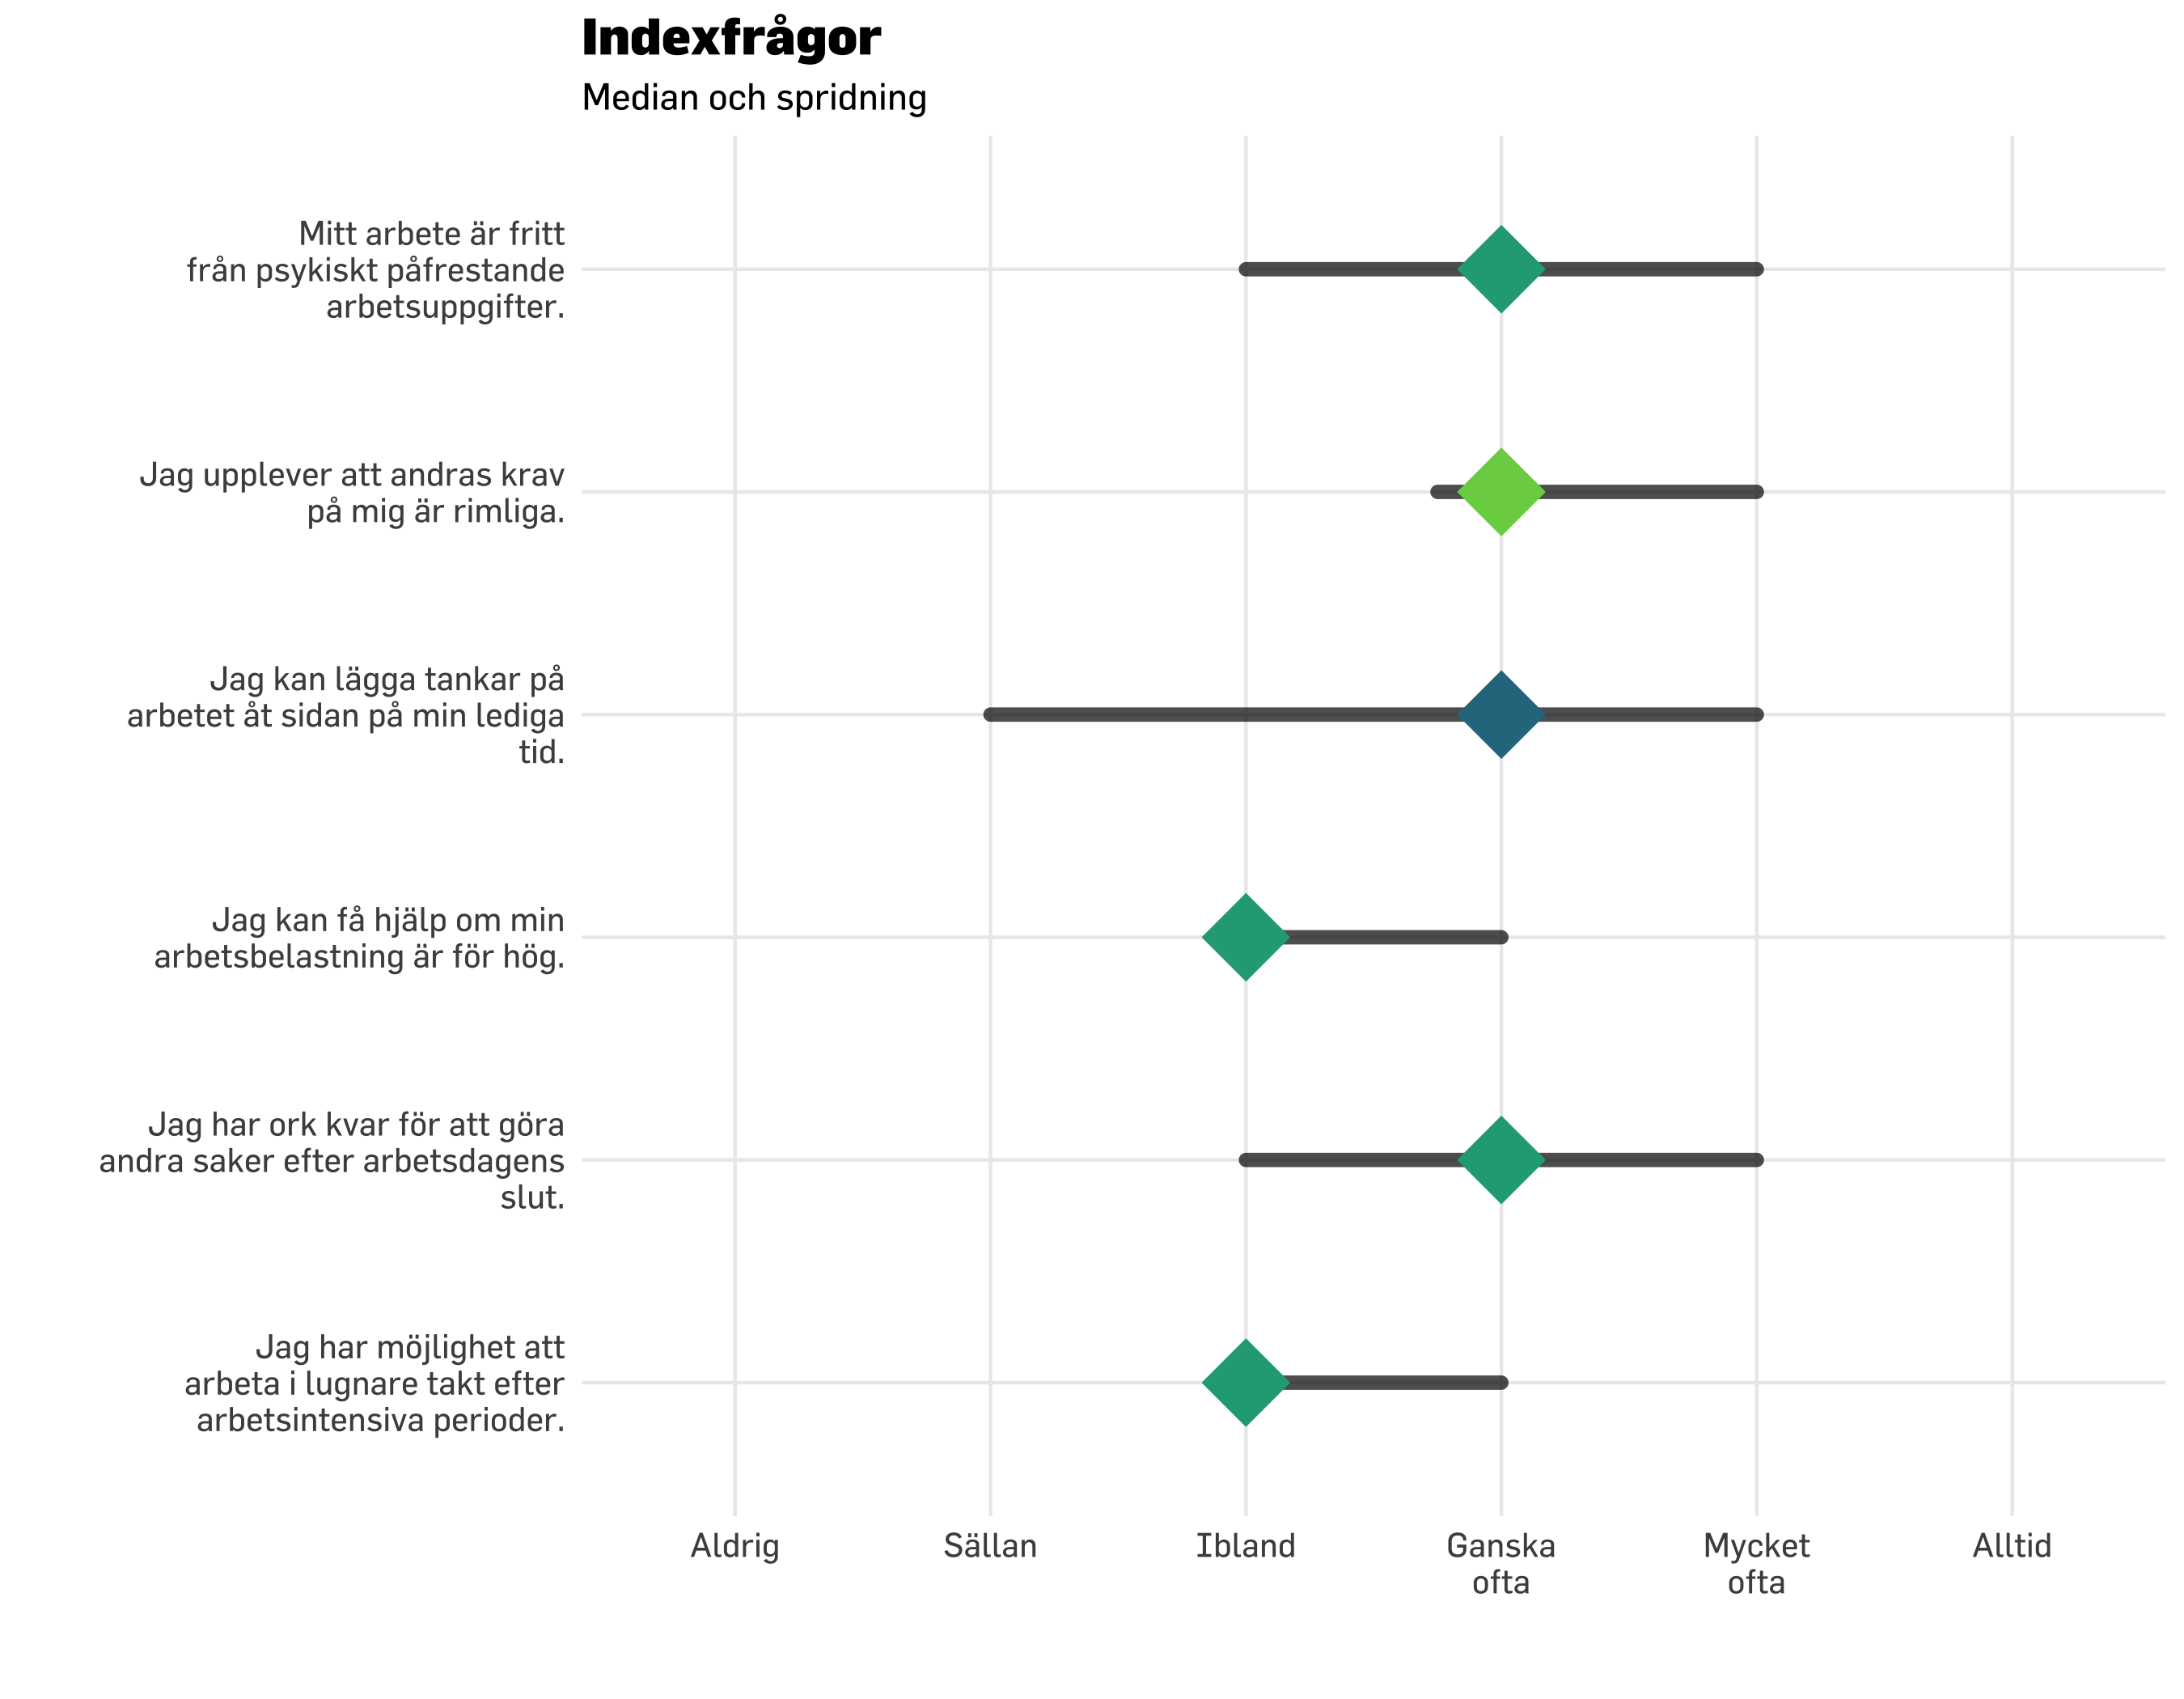 Indexfrågor
Median och spridning
Mitt arbete är fritt
från psykiskt påfrestande
arbetsuppgifter.
Jag upplever att andras krav
på mig är rimliga.
Jag kan lägga tankar på
arbetet åt sidan på min lediga
tid.
Jag kan få hjälp om min
arbetsbelastning är för hög.
Jag har ork kvar för att göra
andra saker efter arbetsdagens
slut.
Jag har möjlighet att
arbeta i lugnare takt efter
arbetsintensiva perioder.
Aldrig
Sällan
Ibland
Ganska
ofta
Mycket
ofta
Alltid